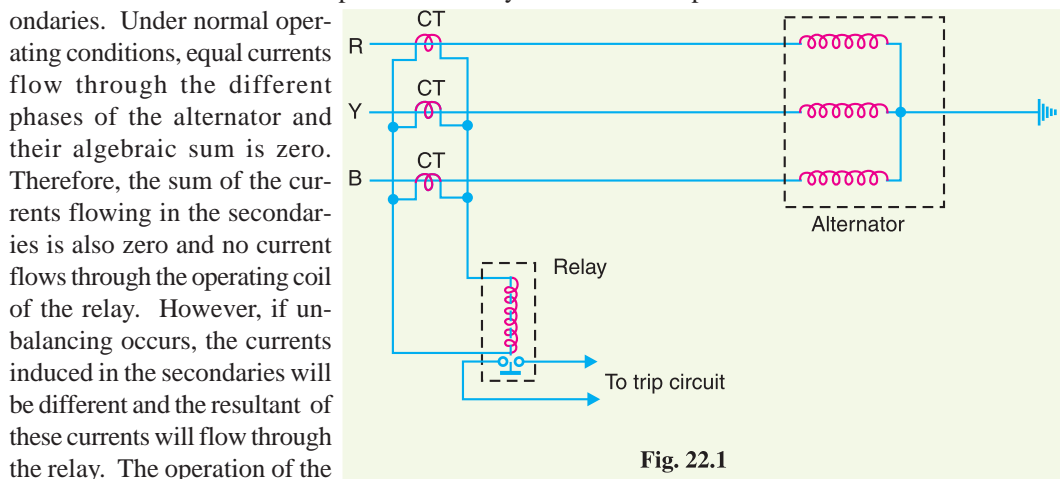 ondaries. Under normal oper-
ating conditions, equal currents
flow through the different
phases of the alternator and
their algebraic sum is zero.
Therefore, the sum of the cur-
rents flowing in the secondar-
ies is also zero and no current
flows through the operating coil
of the relay. However, if un-
balancing occurs, the currents
induced in the secondaries will
be different and the resultant of
these currents will flow through
the relay. The operation of the
CT
R
CT
Y
CT
B
Alternator
Relay
To trip circuit
Fig. 22.1